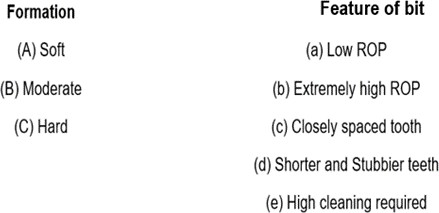 Formation Feature of bit
(A) Soft (a) Low ROP
(B) Moderate (b) Extremely high ROP
(C) Hard (c) Closely spaced tooth
(d) Shorter and Stubbier teeth
(e) High cleaning required